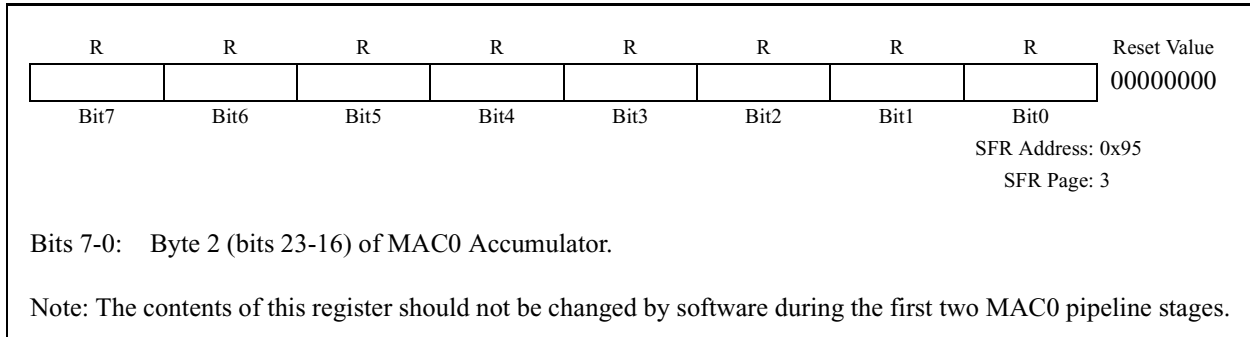 R R R R R R R R Reset Value
00000000
Bit7 Bit6 Bit5 Bit4 Bit3 Bit2 Bit1 Bit0
SFR Address: 0x95
SFR Page: 3
Bits 7-0: Byte 2 (bits 23-16) of MAC0 Accumulator.
Note: The contents of this register should not be changed by software during the first two MAC0 pipeline stages.